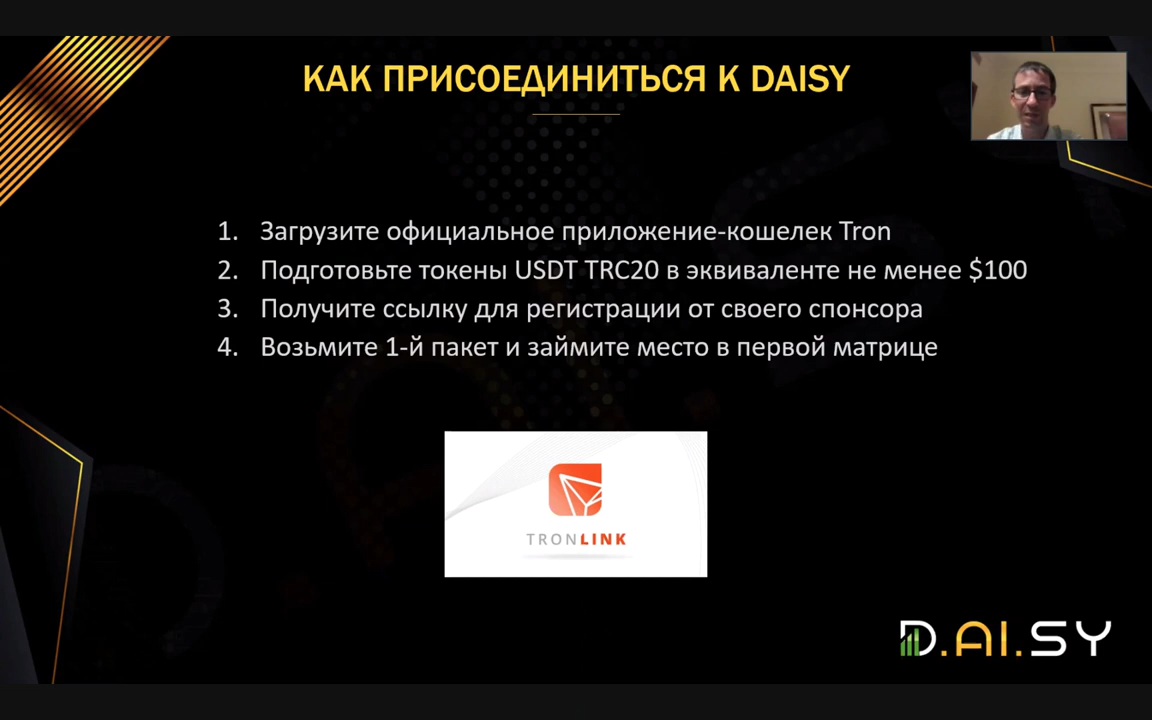 КАК ПРИСОЕДИНИТЬСЯ К DAISY
1. Загрузите официальное приложение-кошелек Tron
2. Подготовьте токены USDT TRC20 в эквиваленте не менее $100
3. Получите ссылку для регистрации от своего спонсора
4. Возьмите 1-й пакет и займите место в первой матрице
TRONLINK
D.AI.SY